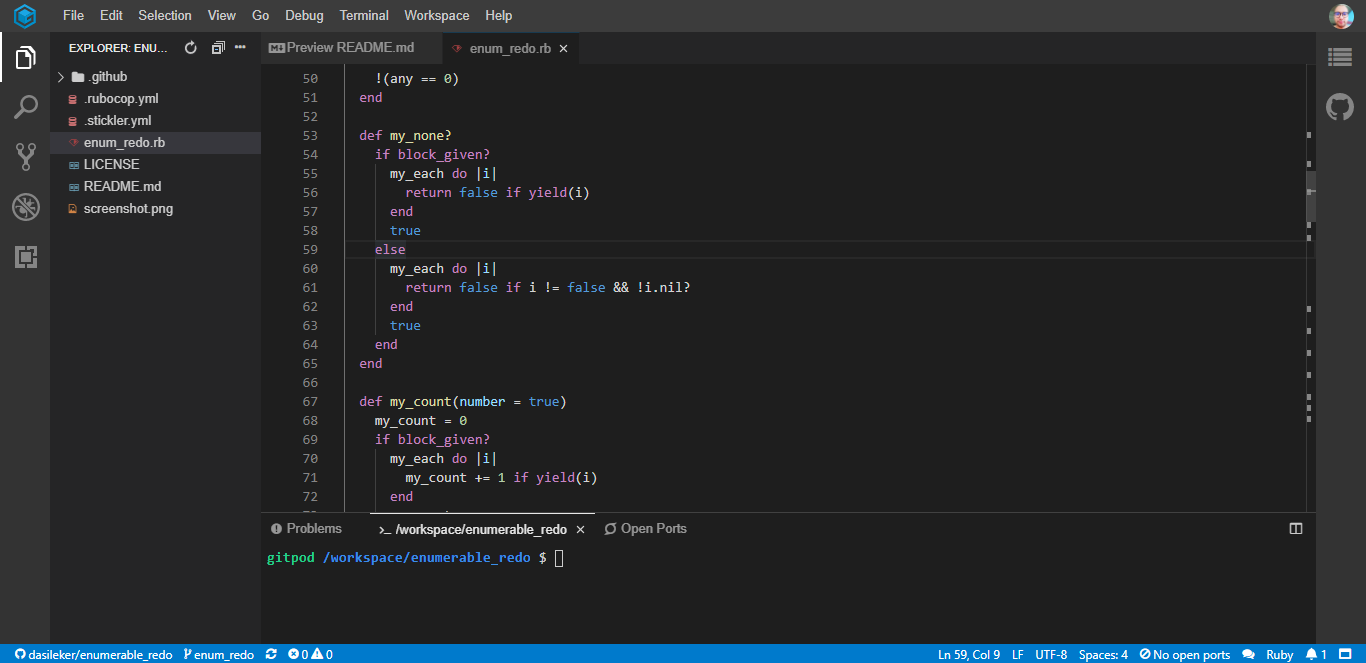 File Edit Selection View Go Debug Terminal Workspace Help
EXPLORER: ENU...
.github
.rubocop.yml
.stickler.yml
enum_redo.rb
LICENSE
README.md
screenshot.png
Preview README.md
enum_redo.rb
50 !(any == 0)
51 end
52
53 def my_none?
54 if block_given?
55 my_each do |i|
56 return false if yield(i)
57 end
58 true
59 else
60 my_each do |i|
61 return false if i != false && !i.nil?
62 end
63 true
64 end
65 end
66
67 def my_count(number = true)
68 my_count = 0
69 if block_given?
70 my_each do |i|
71 my_count += 1 if yield(i)
72 end
Problems >_ /workspace/enumerable_redo Open Ports
gitpod /workspace/enumerable_redo $
dasileker/enumerable_redo enum_redo 0 0 Ln 59, Col 9 LF UTF-8 Spaces: 4 No open ports Ruby 1